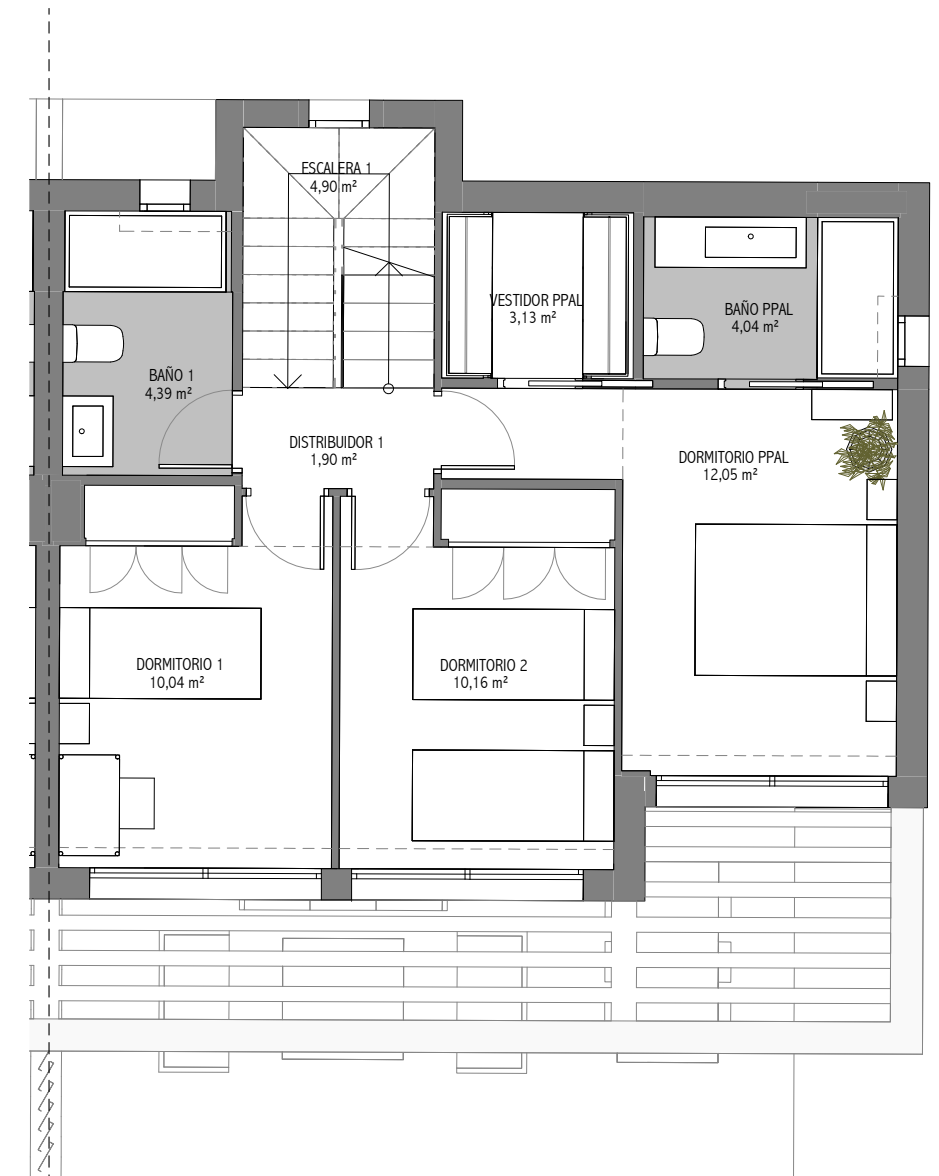 ESCALERA 1
4,90 m²
VESTIDOR PPAL
3,13 m²
BAÑO PPAL
4,04 m²
BAÑO 1
4,39 m²
DISTRIBUIDOR 1
1,90 m²
DORMITORIO PPAL
12,05 m²
DORMITORIO 1
10,04 m²
DORMITORIO 2
10,16 m²